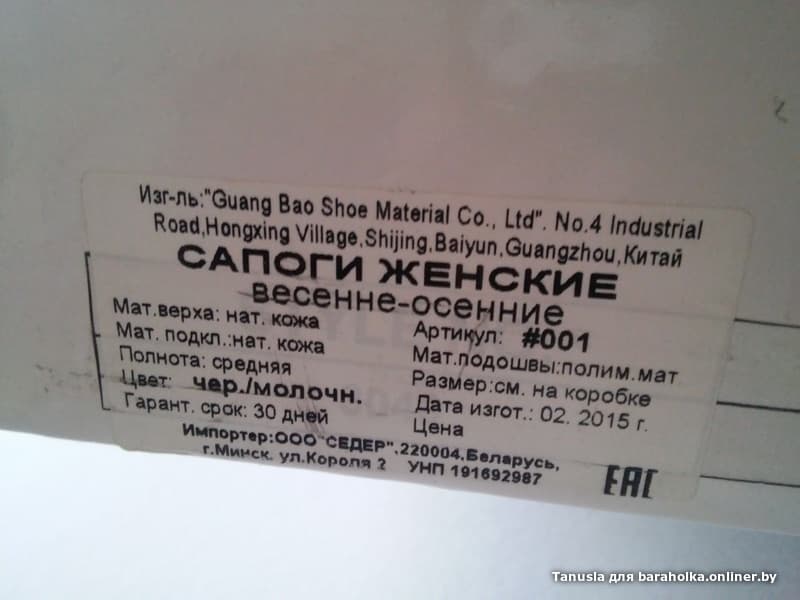 Изг-ль:"Guang Bao Shoe Material Co., Ltd". No.4 Industrial
Road,Hongxing Village,Shijing,Baiyun,Guangzhou,Китай
САПОГИ ЖЕНСКИЕ
весенне-осенние
Мат.верха: нат. кожа
Мат. подкл.:нат. кожа
Полнота: средняя
Цвет: чер./молочн.
Гарант. срок: 30 дней
Артикул: #001
Мат.подошвы:полим.мат
Размер:см. на коробке
Дата изгот.: 02. 2015 г.
Цена
Импортер:ООО "СЕДЕР",220004,Беларусь,
г.Минск. ул.Короля 2 УНП 191692987
EAC
Tanusla для baraholka.onliner.by